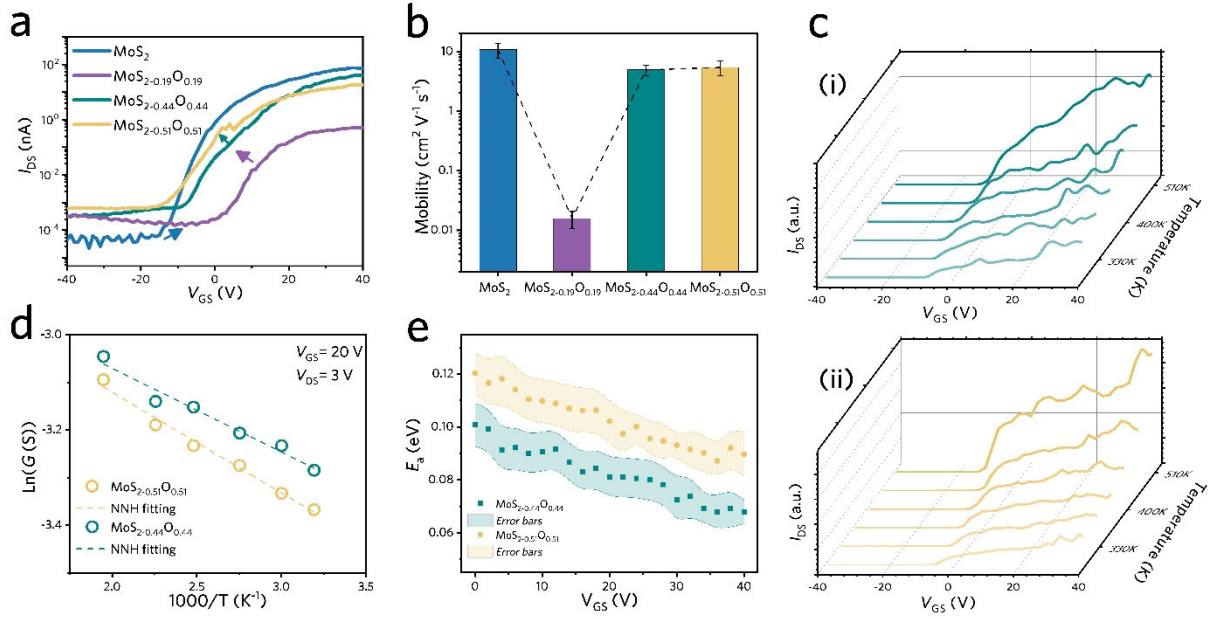 a
MoS2
MoS2-0.19O0.19
MoS2-0.44O0.44
MoS2-0.51O0.51
10²
10⁰
10⁻²
10⁻⁴
IDS (nA)
-40
-20
0
20
40
VGS (V)
b
10
1
0.1
0.01
Mobility (cm² V⁻¹ s⁻¹)
MoS2
MoS2-0.19O0.19
MoS2-0.44O0.44
MoS2-0.51O0.51
c
(i)
IDS (a.u.)
-40
-20
0
20
40
VGS (V)
330K
400K
510K
Temperature (K)
d
-3.0
-3.2
-3.4
Ln(G (S))
VGS= 20 V
VDS= 3 V
MoS2-0.51O0.51
NNH fitting
MoS2-0.44O0.44
NNH fitting
2.0
2.5
3.0
3.5
1000/T (K⁻¹)
e
0.12
0.10
0.08
0.06
Ea (eV)
MoS2-0.44O0.44
Error bars
MoS2-0.51O0.51
Error bars
0
10
20
30
40
VGS (V)
(ii)
IDS (a.u.)
-40
-20
0
20
40
VGS (V)
330K
400K
510K
Temperature (K)